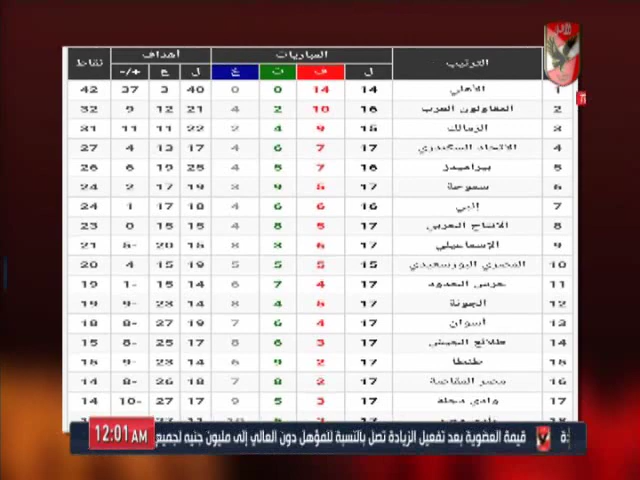 الترتيب المباريات أهداف نقاط
ل ف ت خ ل ع +/-
1 الأهلي 14 14 0 0 40 3 37 42
2 المقاولون العرب 16 10 2 4 21 12 9 32
3 الزمالك 15 9 4 2 22 11 11 31
4 الاتحاد السكندري 17 7 6 4 17 13 4 27
5 بيراميدز 16 7 5 4 25 19 6 26
6 سموحة 17 5 9 3 19 17 2 24
7 إنبي 16 6 6 4 18 17 1 24
8 الانتاج الحربي 17 5 8 4 15 15 0 23
9 الإسماعيلي 17 6 3 8 15 20 5- 21
10 المصري البورسعيدي 15 5 5 5 19 15 4 20
11 حرس الحدود 17 4 7 6 14 15 1- 19
12 الجونة 17 5 4 8 14 23 9- 19
13 أسوان 17 4 6 7 19 27 8- 18
14 طلائع الجيش 17 3 6 8 17 25 8- 15
15 طنطا 17 2 9 6 14 23 9- 15
16 مصر المقاصة 17 2 8 7 18 26 8- 14
17 وادي دجلة 17 3 5 9 17 27 10- 14
قيمة العضوية بعد تفعيل الزيادة تصل بالنسبة للمؤهل دون العالي إلى مليون جنيه لجميع
12:01 AM